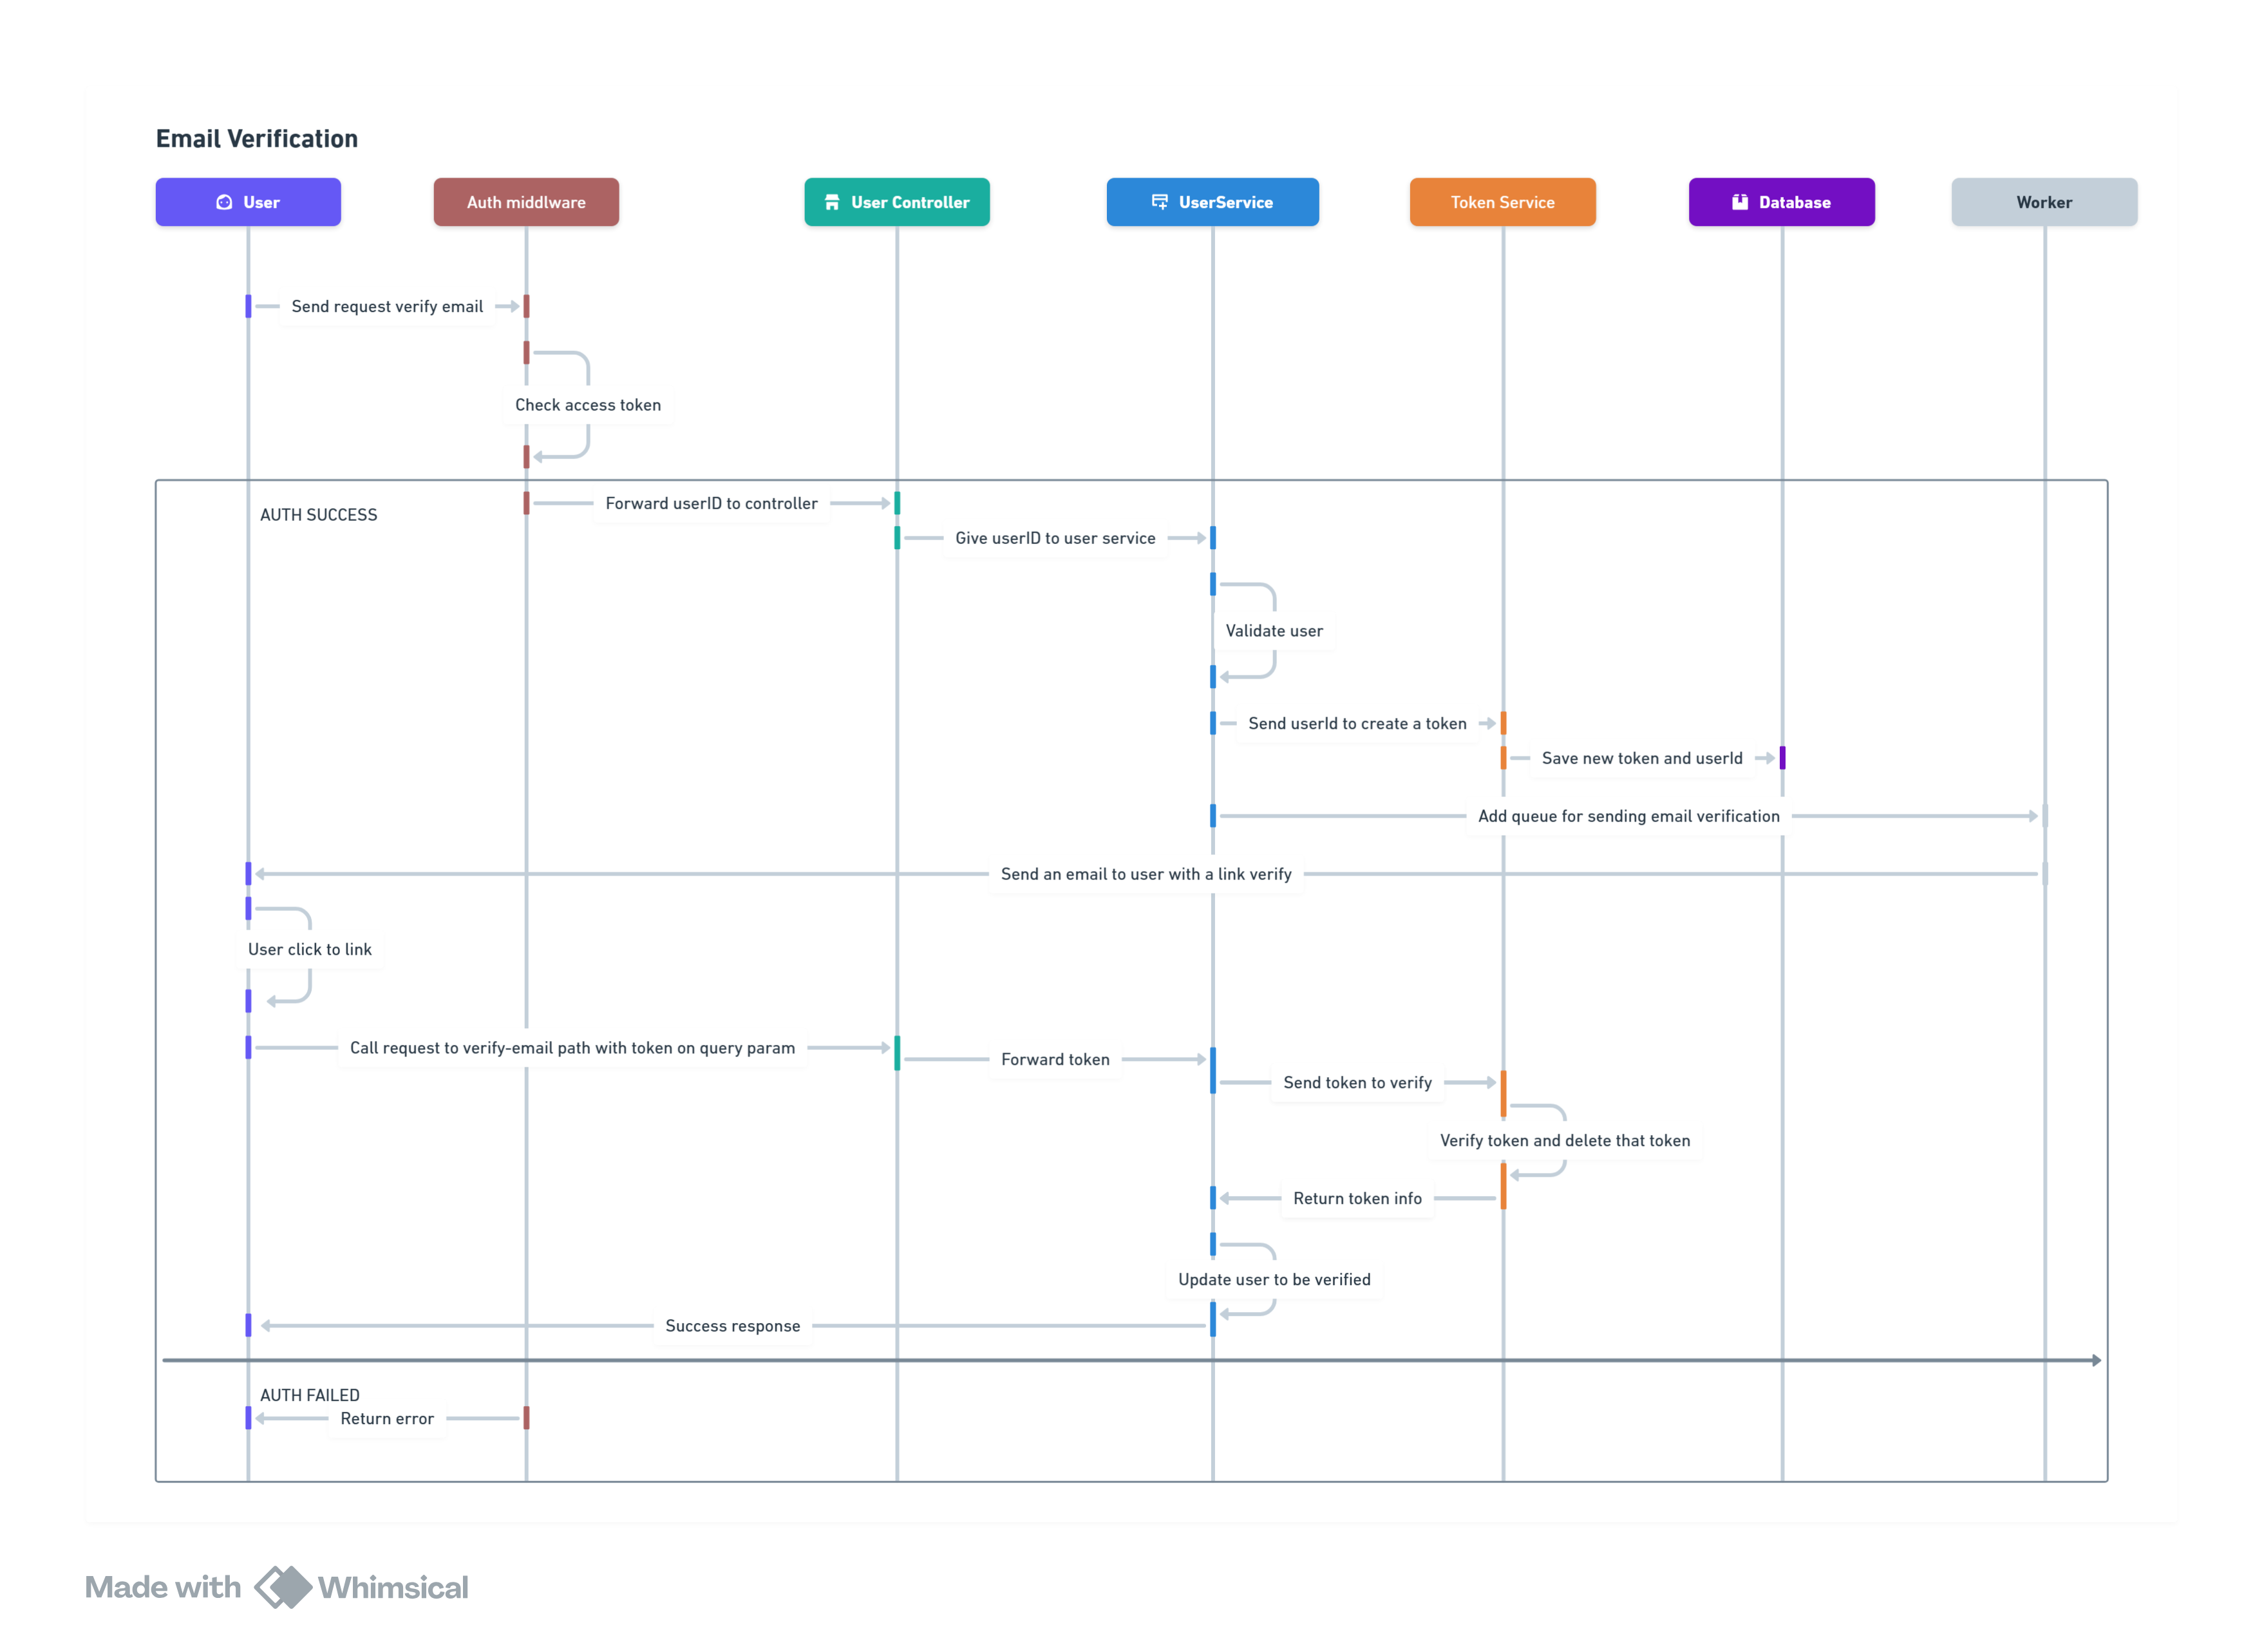 Email Verification
User
Auth middlware
User Controller
UserService
Token Service
Database
Worker
Send request verify email
Check access token
AUTH SUCCESS
Forward userID to controller
Give userID to user service
Validate user
Send userId to create a token
Save new token and userId
Add queue for sending email verification
Send an email to user with a link verify
User click to link
Call request to verify-email path with token on query param
Forward token
Send token to verify
Verify token and delete that token
Return token info
Update user to be verified
Success response
AUTH FAILED
Return error
Made with Whimsical